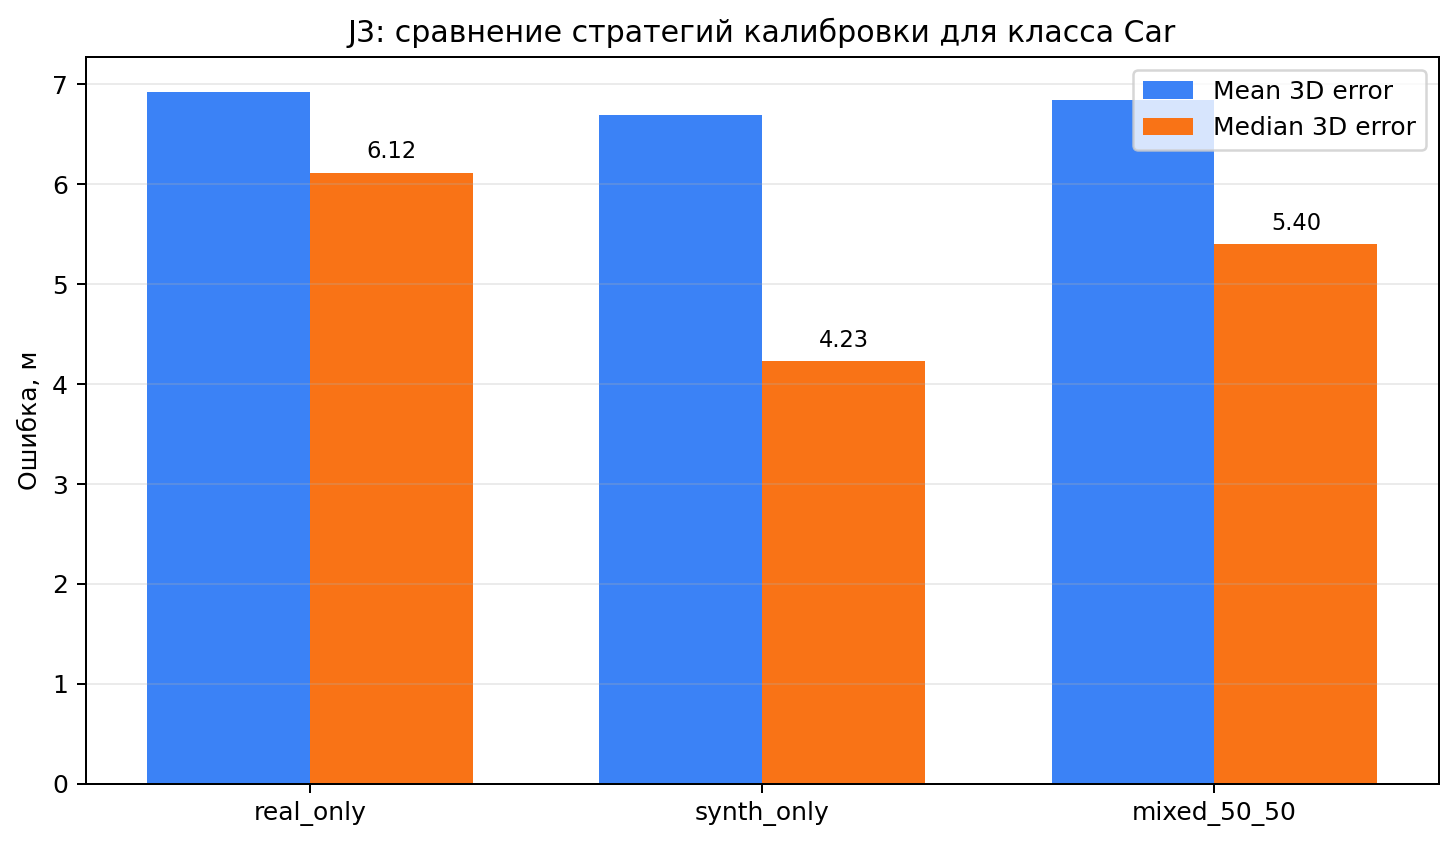 J3: сравнение стратегий калибровки для класса Car
Mean 3D error
Median 3D error
Ошибка, м
7
6
5
4
3
2
1
0
6.12
4.23
5.40
real_only
synth_only
mixed_50_50